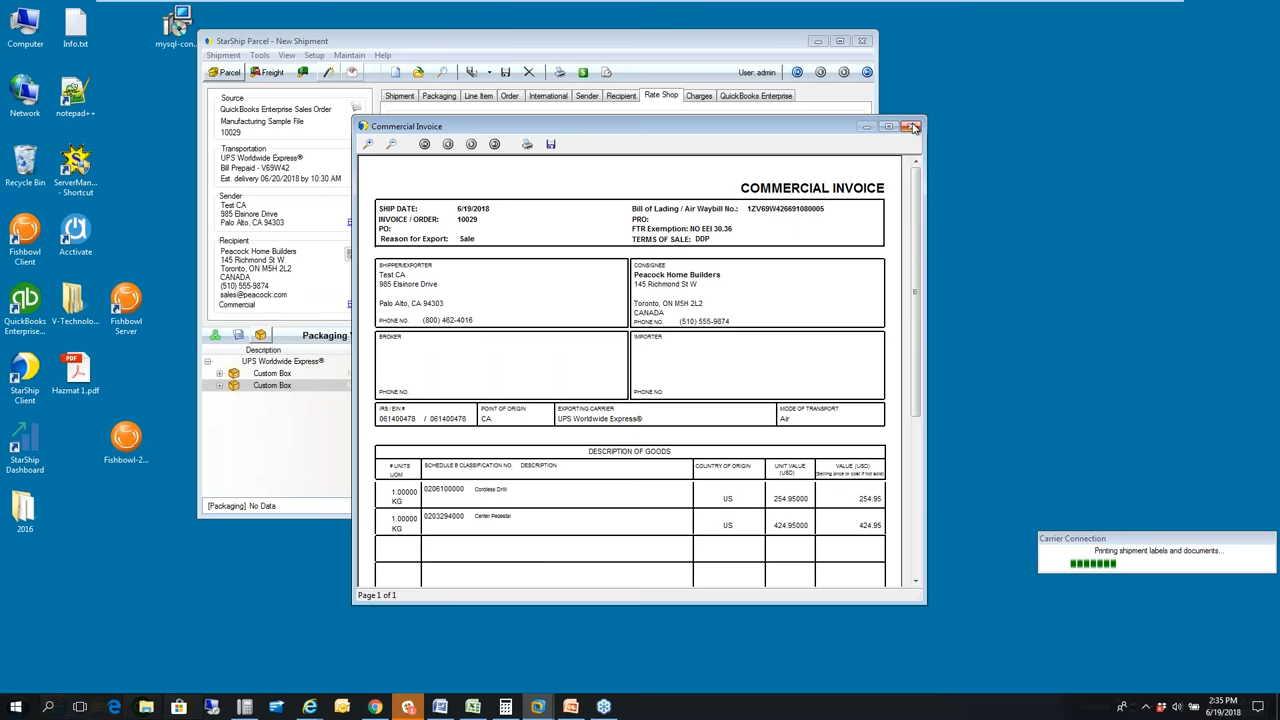 Computer
Info.txt
mysql-con...
Network
notepad++
Recycle Bin
ServerMan...
- Shortcut
Fishbowl
Client
Acctivate
QuickBooks
Enterprise...
V-Technolo...
Fishbowl
Server
StarShip
Client
Hazmat 1.pdf
PDF
StarShip
Dashboard
Fishbowl-2...
2016
StarShip Parcel - New Shipment
Shipment Tools View Setup Maintain Help
Parcel Freight User: admin
Shipment Packaging Line Item Order International Sender Recipient Rate Shop Charges QuickBooks Enterprise
Source
QuickBooks Enterprise Sales Order
Manufacturing Sample File
10029
Transportation
UPS Worldwide Express®
Bill Prepaid - V69W42
Est. delivery 06/20/2018 by 10:30 AM
Sender
Test CA
985 Elsinore Drive
Palo Alto, CA 94303
Recipient
Peacock Home Builders
145 Richmond St W
Toronto, ON M5H 2L2
CANADA
(510) 555-9874
sales@peacock.com
Commercial
Packaging
Description
UPS Worldwide Express®
Custom Box
Custom Box
[Packaging] No Data
Commercial Invoice
COMMERCIAL INVOICE
SHIP DATE: 6/19/2018 Bill of Lading / Air Waybill No.: 1ZV69W426691080005
INVOICE / ORDER: 10029 PRO:
PO: FTR Exemption: NO EEI 30.36
Reason for Export: Sale TERMS OF SALE: DDP
SHIPPER/EXPORTER CONSIGNEE
Test CA Peacock Home Builders
985 Elsinore Drive 145 Richmond St W
Palo Alto, CA 94303 Toronto, ON M5H 2L2
CANADA
PHONE NO. (800) 462-4016 PHONE NO. (510) 555-9874
BROKER IMPORTER
PHONE NO. PHONE NO.
IRS / EIN # POINT OF ORIGIN EXPORTING CARRIER MODE OF TRANSPORT
061400478 / 061400478 CA UPS Worldwide Express® Air
DESCRIPTION OF GOODS
# UNITS UOM SCHEDULE B CLASSIFICATION NO. DESCRIPTION COUNTRY OF ORIGIN UNIT VALUE (USD) VALUE (USD) (Selling price or cost if not sold)
1.00000 KG 0206100000 Cordless Drill US 254.95000 254.95
1.00000 KG 0203294000 Center Pedestal US 424.95000 424.95
Page 1 of 1
Carrier Connection
Printing shipment labels and documents...
2:35 PM
6/19/2018